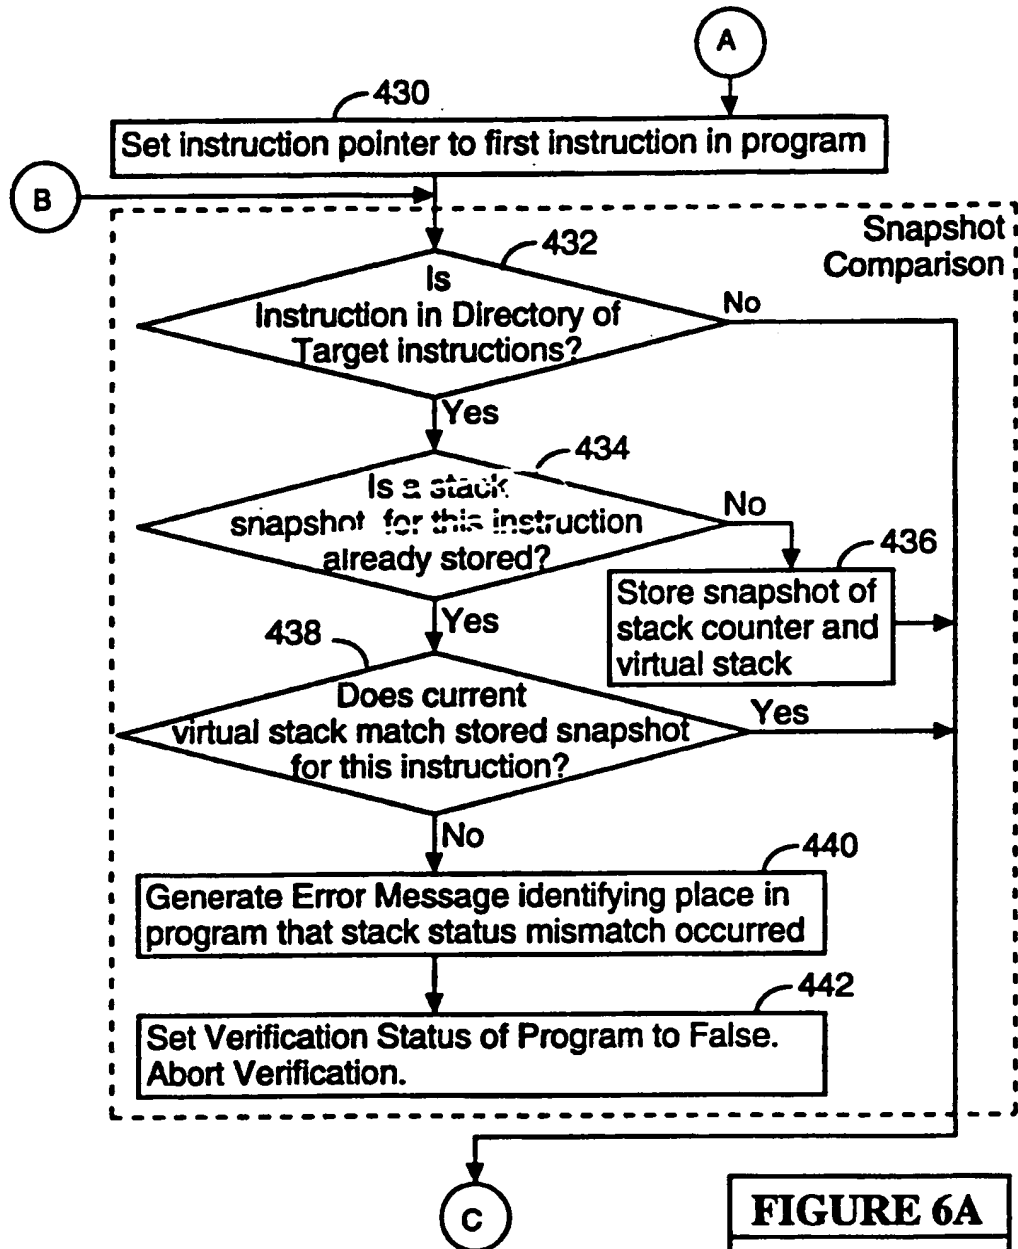 A
430
Set instruction pointer to first instruction in program
B
Snapshot
Comparison
432
Is
Instruction in Directory of
Target instructions?
No
Yes
434
Is a stack
snapshot for this instruction
already stored?
No
436
Store snapshot of
stack counter and
virtual stack
Yes
438
Does current
virtual stack match stored snapshot
for this instruction?
Yes
No
440
Generate Error Message identifying place in
program that stack status mismatch occurred
442
Set Verification Status of Program to False.
Abort Verification.
C
FIGURE 6A